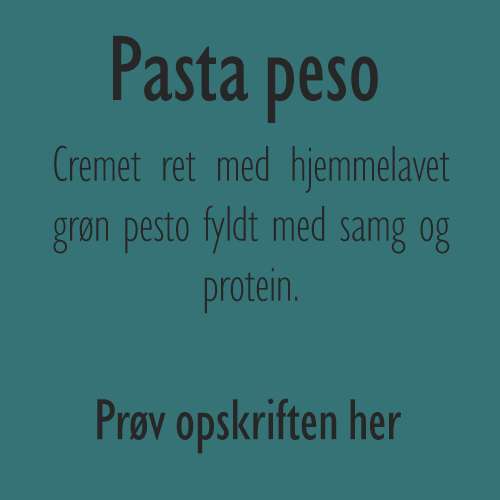 Pasta peso
Cremet ret med hjemmelavet
grøn pesto fyldt med samg og
protein.
Prøv opskriften her